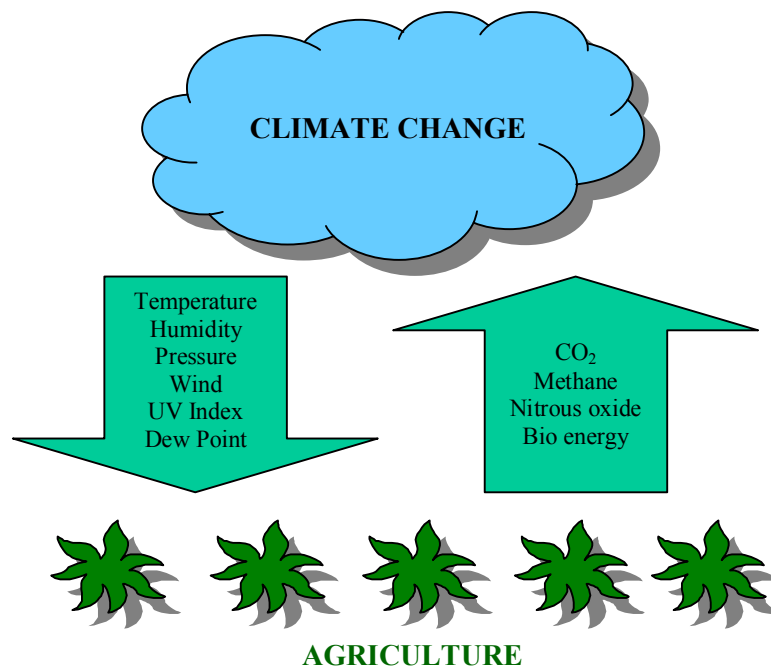 CLIMATE CHANGE
Temperature
Humidity
Pressure
Wind
UV Index
Dew Point
CO₂
Methane
Nitrous oxide
Bio energy
AGRICULTURE